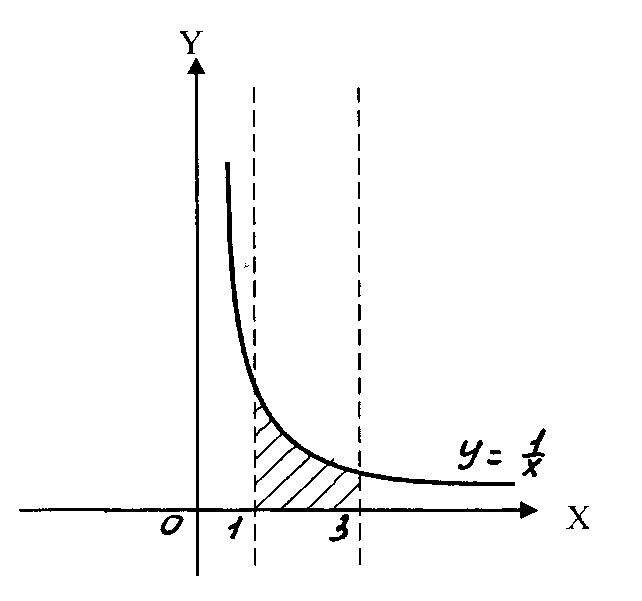 Y
y = 1/x
X
0 1 3